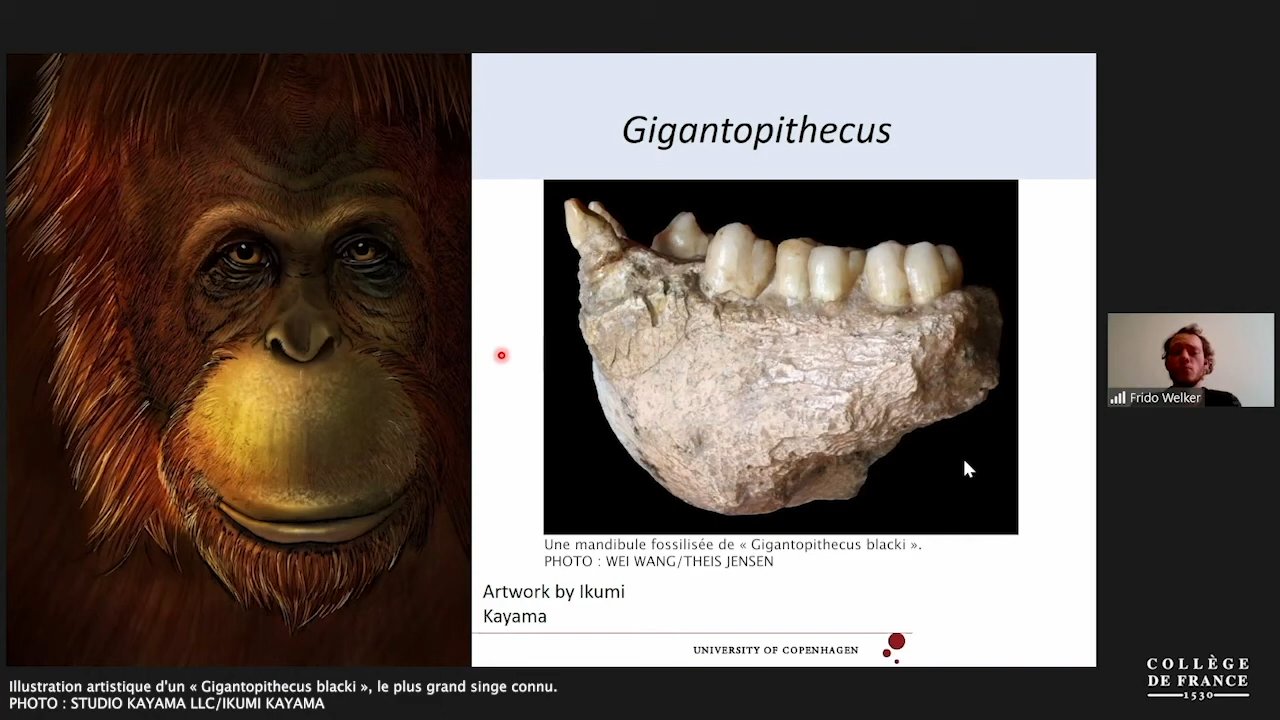 Gigantopithecus
Une mandibule fossilisée de « Gigantopithecus blacki ».
PHOTO : WEI WANG/THEIS JENSEN
Artwork by Ikumi
Kayama
UNIVERSITY OF COPENHAGEN
Frido Welker
Illustration artistique d'un « Gigantopithecus blacki », le plus grand singe connu.
PHOTO : STUDIO KAYAMA LLC/IKUMI KAYAMA
COLLÈGE
DE FRANCE
1530